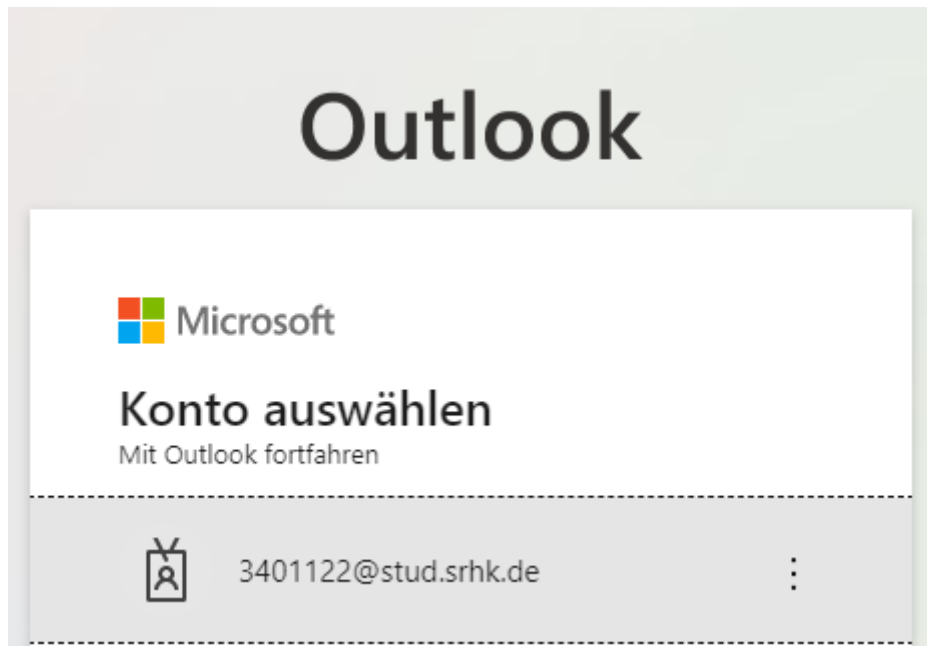 Outlook
Microsoft
Konto auswählen
Mit Outlook fortfahren
3401122@stud.srhk.de